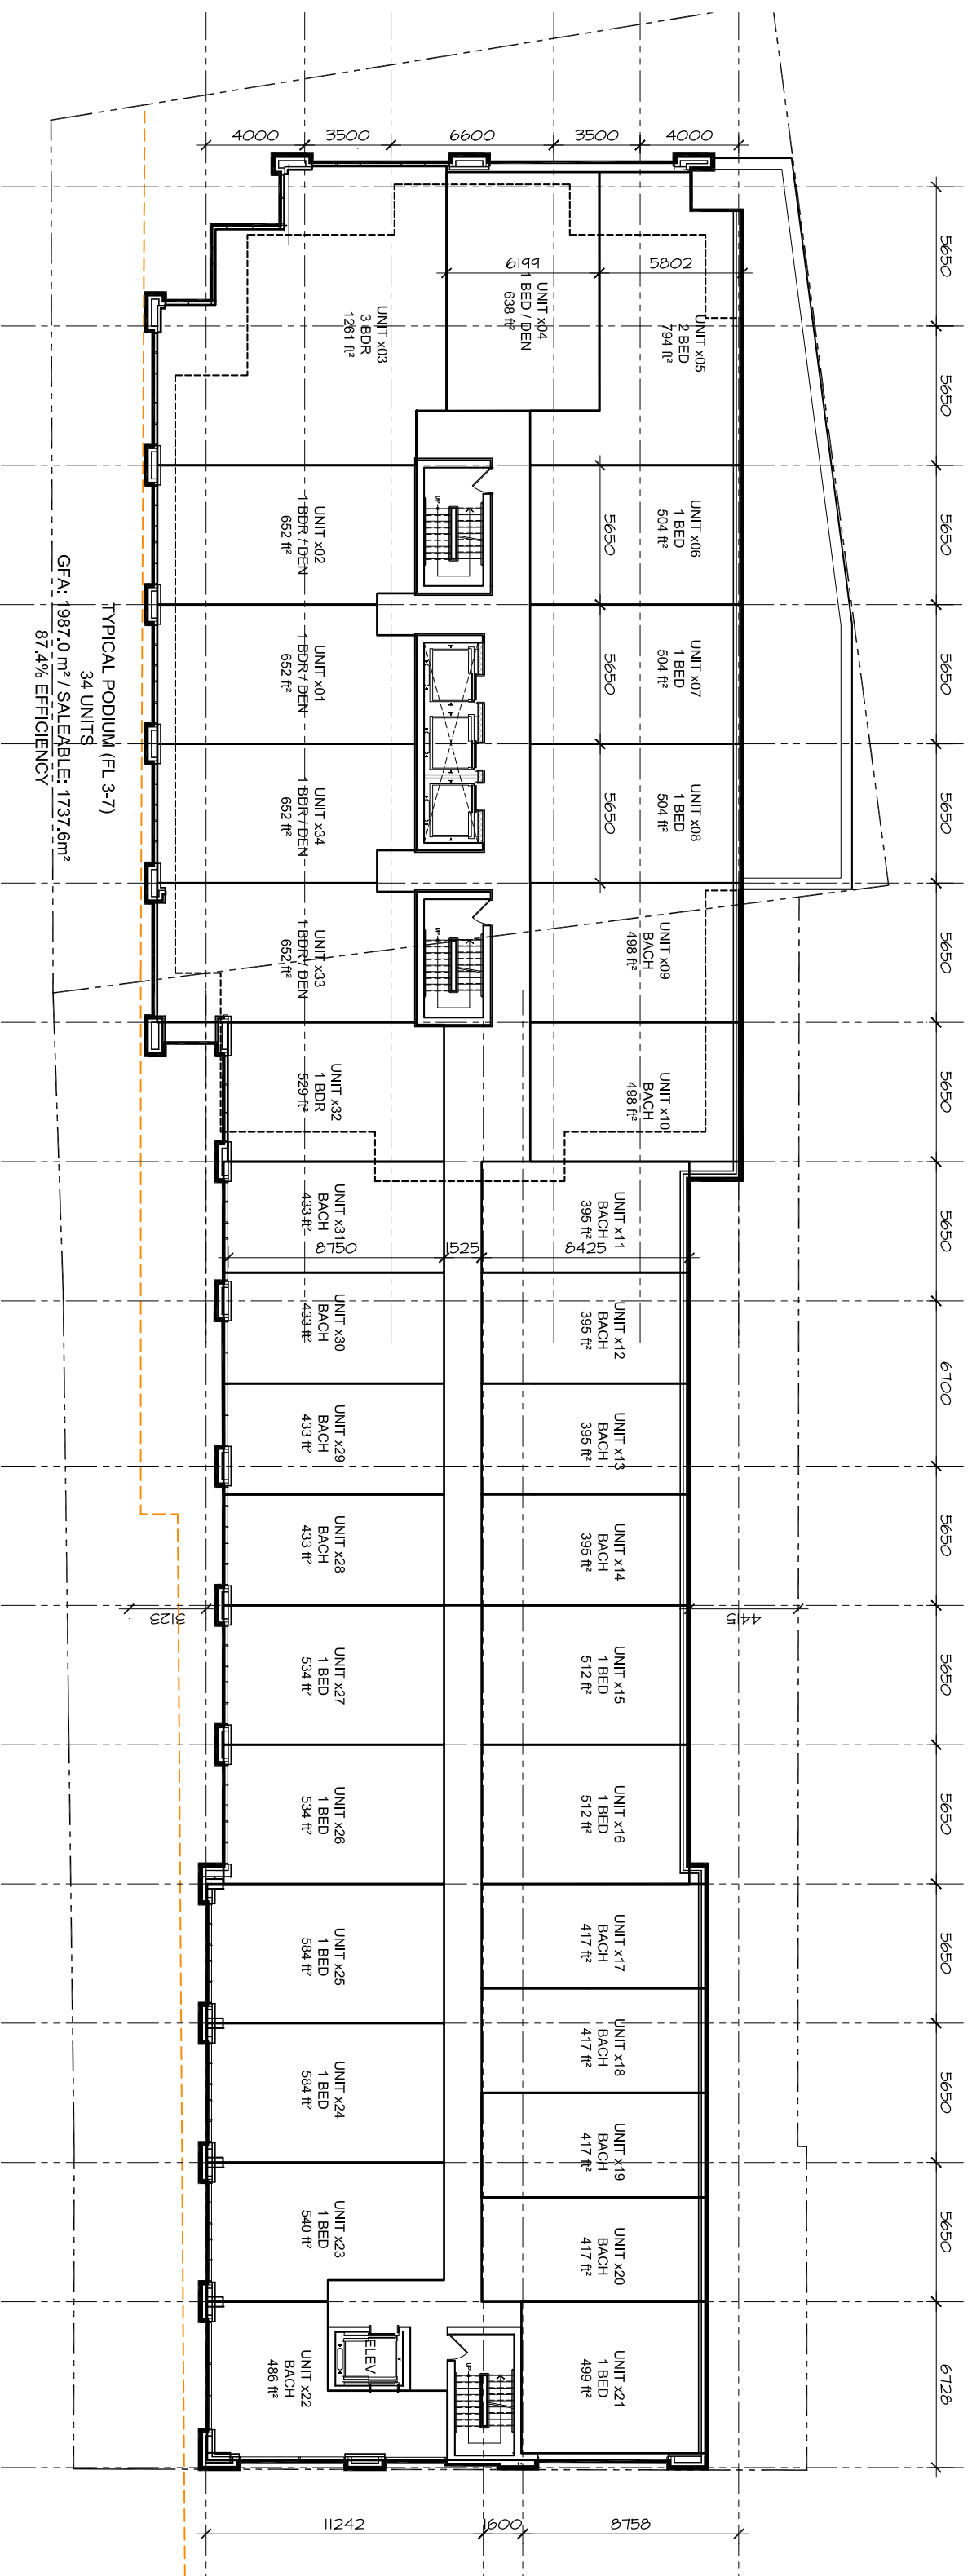 4000
3500
6600
3500
4000
5650
5650
5650
5650
5650
5650
5650
5650
6700
5650
5650
5650
5650
5650
5650
6728
6199
5802
UNIT x03
3 BDR
1261 ft²
UNIT x04
1 BED / DEN
638 ft²
UNIT x05
2 BED
794 ft²
UNIT x02
1 BDR / DEN
652 ft²
UP
5650
UNIT x06
1 BED
504 ft²
UNIT x01
1 BDR / DEN
652 ft²
5650
UNIT x07
1 BED
504 ft²
UNIT x34
1 BDR / DEN
652 ft²
5650
UNIT x08
1 BED
504 ft²
UNIT x33
1 BDR / DEN
652 ft²
UP
UNIT x09
BACH
498 ft²
UNIT x32
1 BDR
529 ft²
UNIT x10
BACH
498 ft²
UNIT x31
BACH
433 ft²
UNIT x11
BACH
395 ft²
8750
1525
8425
UNIT x30
BACH
433 ft²
UNIT x12
BACH
395 ft²
UNIT x29
BACH
433 ft²
UNIT x13
BACH
395 ft²
UNIT x28
BACH
433 ft²
UNIT x14
BACH
395 ft²
3123
4415
UNIT x27
1 BED
534 ft²
UNIT x15
1 BED
512 ft²
UNIT x26
1 BED
534 ft²
UNIT x16
1 BED
512 ft²
UNIT x25
1 BED
584 ft²
UNIT x17
BACH
417 ft²
UNIT x24
1 BED
584 ft²
UNIT x18
BACH
417 ft²
UNIT x23
1 BED
540 ft²
UNIT x19
BACH
417 ft²
UNIT x20
BACH
417 ft²
UNIT x22
BACH
486 ft²
ELEV
UP
UNIT x21
1 BED
499 ft²
11242
1600
8758
TYPICAL PODIUM (FL 3-7)
34 UNITS
GFA: 1987.0 m² / SALEABLE: 1737.6m²
87.4% EFFICIENCY